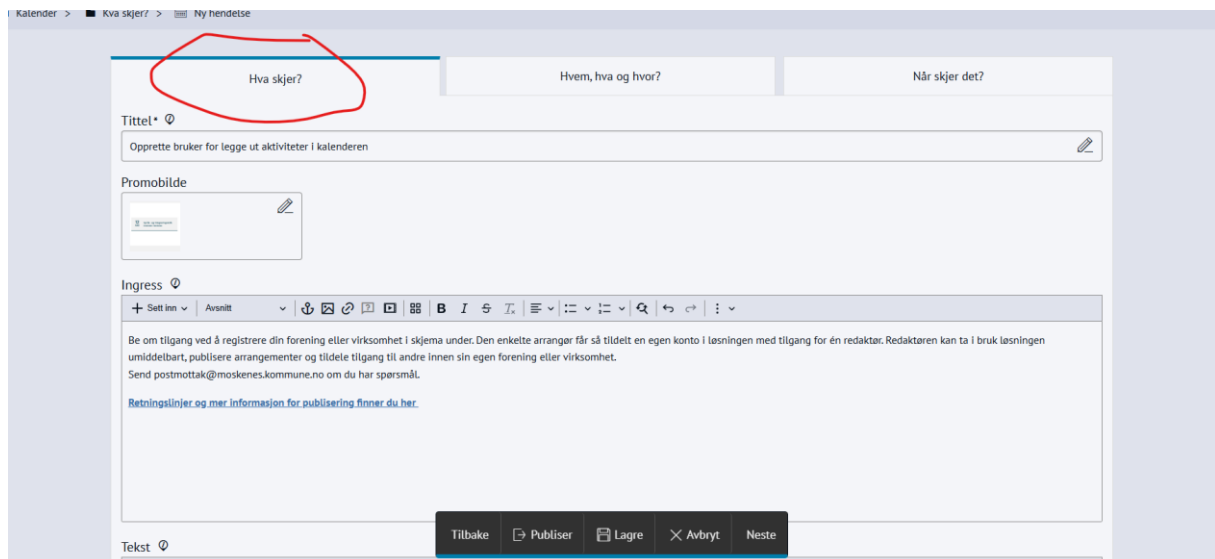 Kalender > Kva skjer? > Ny hendelse
Hva skjer?
Hvem, hva og hvor?
Når skjer det?
Tittel*
Opprette bruker for legge ut aktiviteter i kalenderen
Promobilde
Ingress
Sett inn
Avsnitt
Be om tilgang ved å registrere din forening eller virksomhet i skjema under. Den enkelte arrangør får så tildelt en egen konto i løsningen med tilgang for én redaktør. Redaktøren kan ta i bruk løsningen
umiddelbart, publisere arrangementer og tildele tilgang til andre innen sin egen forening eller virksomhet.
Send postmottak@moskenes.kommune.no om du har spørsmål.
Retningslinjer og mer informasjon for publisering finner du her
Tilbake
Publiser
Lagre
Avbryt
Neste
Tekst